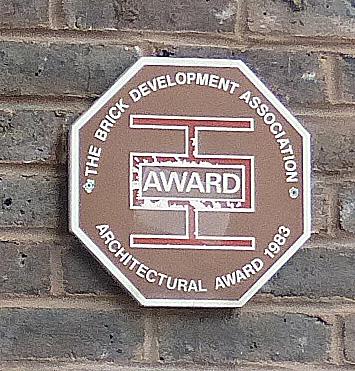 THE BRICK DEVELOPMENT ASSOCIATION
AWARD
ARCHITECTURAL AWARD 1983